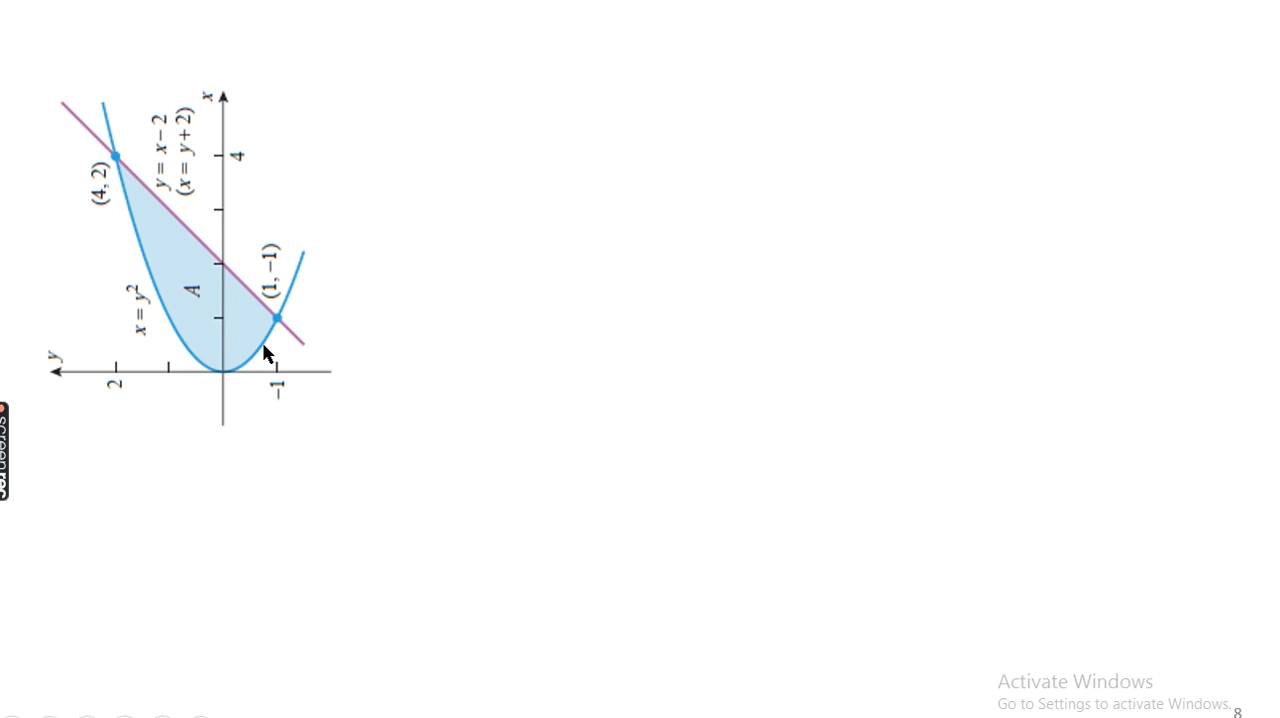 y
x
x = y²
(4, 2)
y = x − 2
(x = y + 2)
A
(1, −1)
2
−1
4
screenrec
Activate Windows
Go to Settings to activate Windows.
8